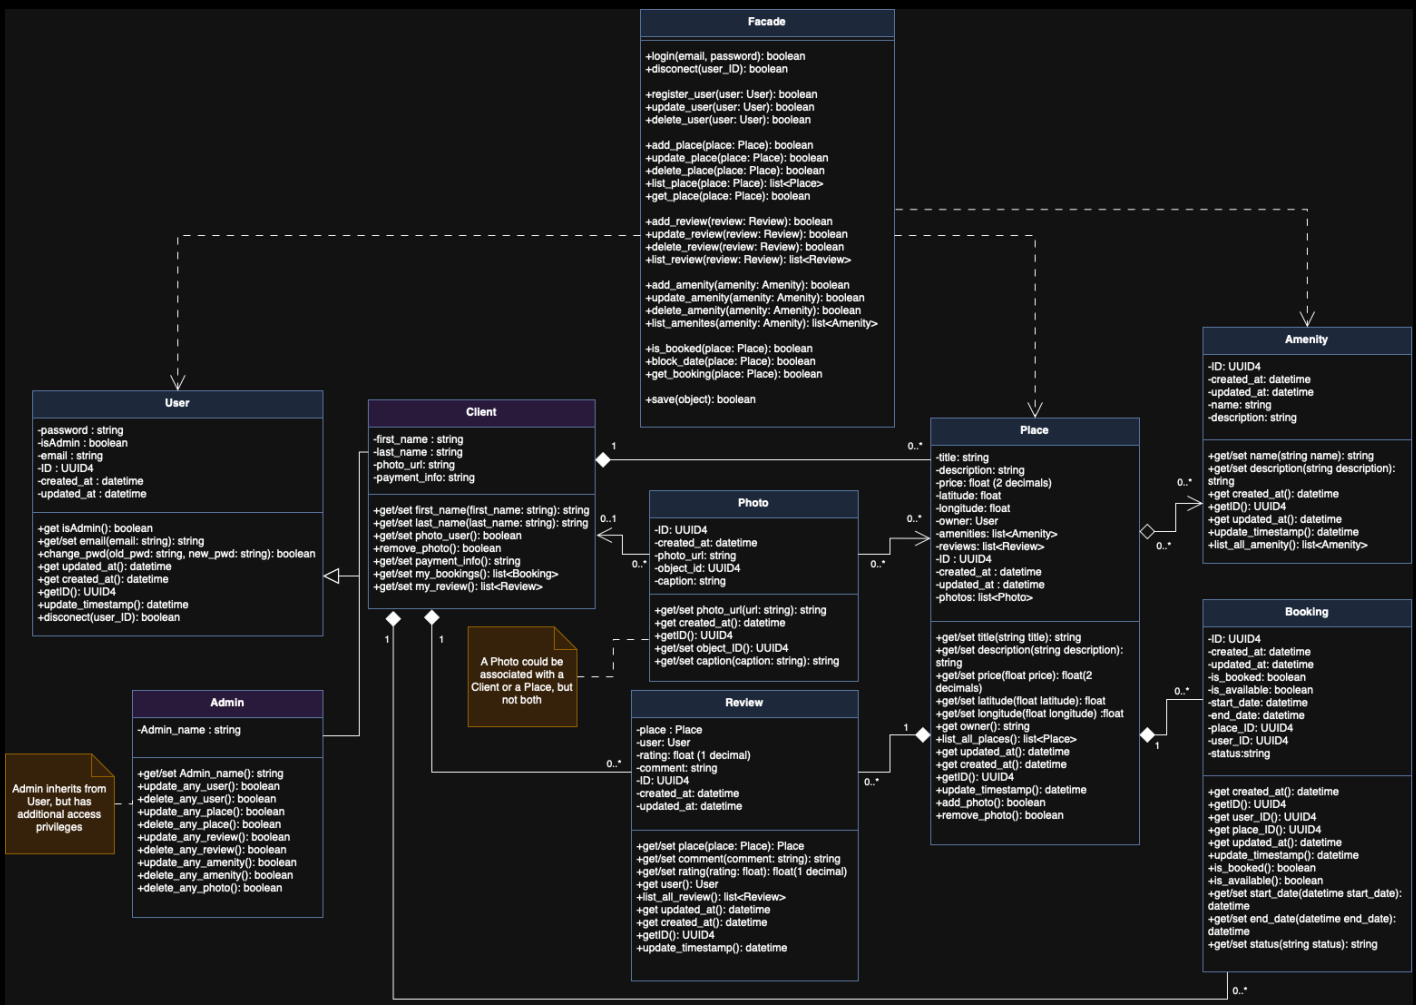 Facade
+login(email, password): boolean
+disconect(user_ID): boolean
+register_user(user: User): boolean
+update_user(user: User): boolean
+delete_user(user: User): boolean
+add_place(place: Place): boolean
+update_place(place: Place): boolean
+delete_place(place: Place): boolean
+list_place(place: Place): list<Place>
+get_place(place: Place): boolean
+add_review(review: Review): boolean
+update_review(review: Review): boolean
+delete_review(review: Review): boolean
+list_review(review: Review): list<Review>
+add_amenity(amenity: Amenity): boolean
+update_amenity(amenity: Amenity): boolean
+delete_amenity(amenity: Amenity): boolean
+list_amenites(amenity: Amenity): list<Amenity>
+is_booked(place: Place): boolean
+block_date(place: Place): boolean
+get_booking(place: Place): boolean
+save(object): boolean
User
-password : string
-isAdmin : boolean
-email : string
-ID : UUID4
-created_at : datetime
-updated_at : datetime
+get isAdmin(): boolean
+get/set email(email: string): string
+change_pwd(old_pwd: string, new_pwd: string): boolean
+get updated_at(): datetime
+get created_at(): datetime
+getID(): UUID4
+update_timestamp(): datetime
+disconect(user_ID): boolean
Client
-first_name : string
-last_name : string
-photo_url: string
-payment_info: string
+get/set first_name(first_name: string): string
+get/set last_name(last_name: string): string
+get/set photo_user(): boolean
+remove_photo(): boolean
+get/set payment_info(): string
+get/set my_bookings(): list<Booking>
+get/set my_review(): list<Review>
1
0..*
Photo
-ID: UUID4
-created_at: datetime
-photo_url: string
-object_id: UUID4
-caption: string
+get/set photo_url(url: string): string
+get created_at(): datetime
+getID(): UUID4
+get/set object_ID(): UUID4
+get/set caption(caption: string): string
0..1
0..*
0..*
0..*
A Photo could be
associated with a
Client or a Place, but
not both
Place
-title: string
-description: string
-price: float (2 decimals)
-latitude: float
-longitude: float
-owner: User
-amenities: list<Amenity>
-reviews: list<Review>
-ID : UUID4
-created_at : datetime
-updated_at : datetime
-photos: list<Photo>
+get/set title(string title): string
+get/set description(string description):
string
+get/set price(float price): float(2
decimals)
+get/set latitude(float latitude): float
+get/set longitude(float longitude) :float
+get owner(): string
+list_all_places(): list<Place>
+get updated_at(): datetime
+get created_at(): datetime
+getID(): UUID4
+update_timestamp(): datetime
+add_photo(): boolean
+remove_photo(): boolean
Amenity
-ID: UUID4
-created_at: datetime
-updated_at: datetime
-name: string
-description: string
+get/set name(string name): string
+get/set description(string description):
string
+get created_at(): datetime
+getID(): UUID4
+get updated_at(): datetime
+update_timestamp(): datetime
+list_all_amenity(): list<Amenity>
0..*
0..*
Booking
-ID: UUID4
-created_at: datetime
-updated_at: datetime
-is_booked: boolean
-is_available: boolean
-start_date: datetime
-end_date: datetime
-place_ID: UUID4
-user_ID: UUID4
-status:string
+get created_at(): datetime
+getID(): UUID4
+get user_ID(): UUID4
+get place_ID(): UUID4
+get updated_at(): datetime
+update_timestamp(): datetime
+is_booked(): boolean
+is_available(): boolean
+get/set start_date(datetime start_date):
datetime
+get/set end_date(datetime end_date):
datetime
+get/set status(string status): string
0..*
1
Review
-place : Place
-user: User
-rating: float (1 decimal)
-comment: string
-ID: UUID4
-created_at: datetime
-updated_at: datetime
+get/set place(place: Place): Place
+get/set comment(comment: string): string
+get/set rating(rating: float): float(1 decimal)
+get user(): User
+list_all_review(): list<Review>
+get updated_at(): datetime
+get created_at(): datetime
+getID(): UUID4
+update_timestamp(): datetime
1
0..*
1
1
0..*
0..*
Admin
-Admin_name : string
+get/set Admin_name(): string
+update_any_user(): boolean
+delete_any_user(): boolean
+update_any_place(): boolean
+delete_any_place(): boolean
+update_any_review(): boolean
+delete_any_review(): boolean
+update_any_amenity(): boolean
+delete_any_amenity(): boolean
+delete_any_photo(): boolean
Admin inherits from
User, but has
additional access
privileges